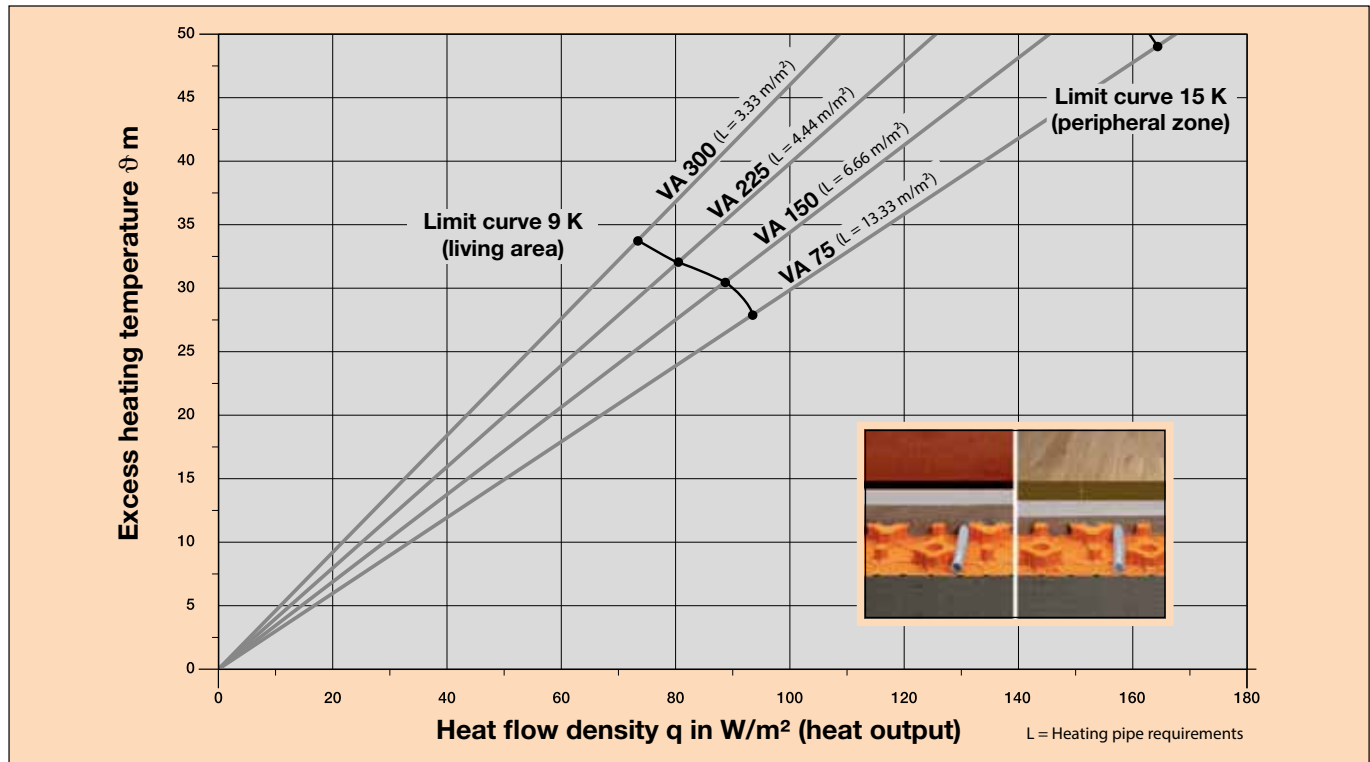 50
45
40
35
30
25
20
15
10
5
0
Excess heating temperature ϑ m
VA 300 (L = 3.33 m/m²)
VA 225 (L = 4.44 m/m²)
VA 150 (L = 6.66 m/m²)
VA 75 (L = 13.33 m/m²)
Limit curve 15 K
(peripheral zone)
Limit curve 9 K
(living area)
0 20 40 60 80 100 120 140 160 180
Heat flow density q in W/m² (heat output)
L = Heating pipe requirements